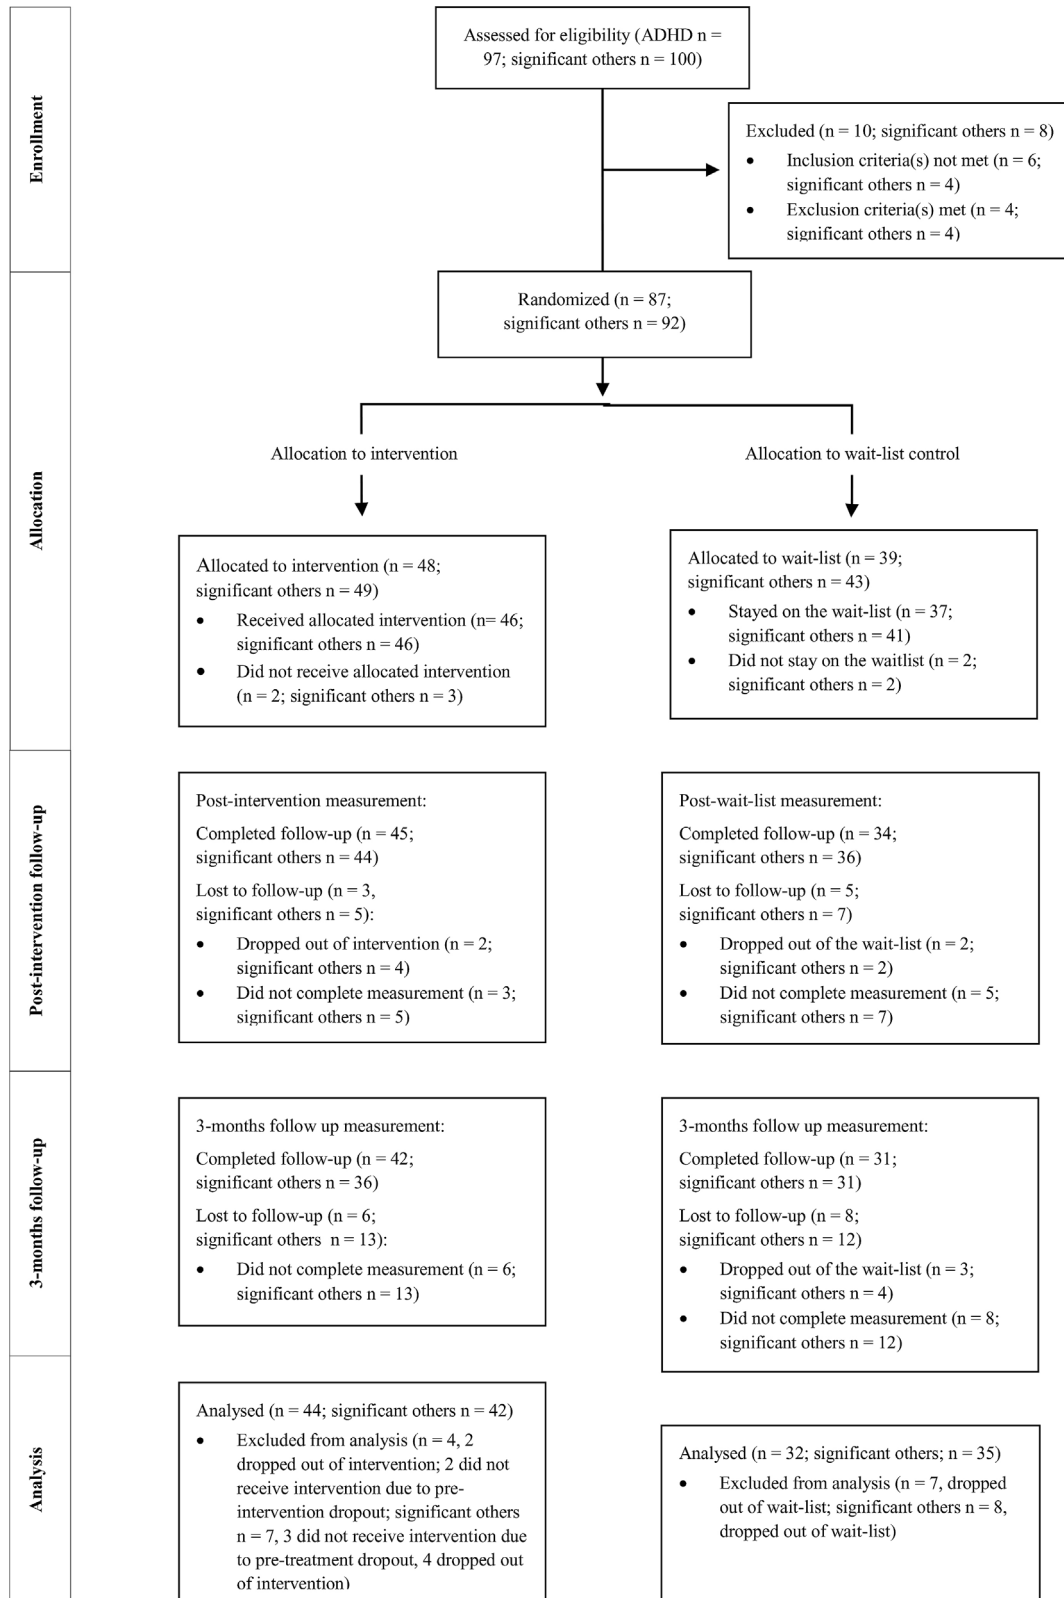 Enrollment
Assessed for eligibility (ADHD n =
97; significant others n = 100)
Excluded (n = 10; significant others n = 8)
• Inclusion criteria(s) not met (n = 6;
significant others n = 4)
• Exclusion criteria(s) met (n = 4;
significant others n = 4)
Allocation
Randomized (n = 87;
significant others n = 92)
Allocation to intervention
Allocation to wait-list control
Allocated to intervention (n = 48;
significant others n = 49)
• Received allocated intervention (n= 46;
significant others n = 46)
• Did not receive allocated intervention
(n = 2; significant others n = 3)
Allocated to wait-list (n = 39;
significant others n = 43)
• Stayed on the wait-list (n = 37;
significant others n = 41)
• Did not stay on the waitlist (n = 2;
significant others n = 2)
Post-intervention follow-up
Post-intervention measurement:
Completed follow-up (n = 45;
significant others n = 44)
Lost to follow-up (n = 3,
significant others n = 5):
• Dropped out of intervention (n = 2;
significant others n = 4)
• Did not complete measurement (n = 3;
significant others n = 5)
Post-wait-list measurement:
Completed follow-up (n = 34;
significant others n = 36)
Lost to follow-up (n = 5;
significant others n = 7)
• Dropped out of the wait-list (n = 2;
significant others n = 2)
• Did not complete measurement (n = 5;
significant others n = 7)
3-months follow-up
3-months follow up measurement:
Completed follow-up (n = 42;
significant others n = 36)
Lost to follow-up (n = 6;
significant others n = 13):
• Did not complete measurement (n = 6;
significant others n = 13)
3-months follow up measurement:
Completed follow-up (n = 31;
significant others n = 31)
Lost to follow-up (n = 8;
significant others n = 12)
• Dropped out of the wait-list (n = 3;
significant others n = 4)
• Did not complete measurement (n = 8;
significant others n = 12)
Analysis
Analysed (n = 44; significant others n = 42)
• Excluded from analysis (n = 4, 2
dropped out of intervention; 2 did not
receive intervention due to pre-
intervention dropout; significant others
n = 7, 3 did not receive intervention due
to pre-treatment dropout, 4 dropped out
of intervention)
Analysed (n = 32; significant others; n = 35)
• Excluded from analysis (n = 7, dropped
out of wait-list; significant others n = 8,
dropped out of wait-list)